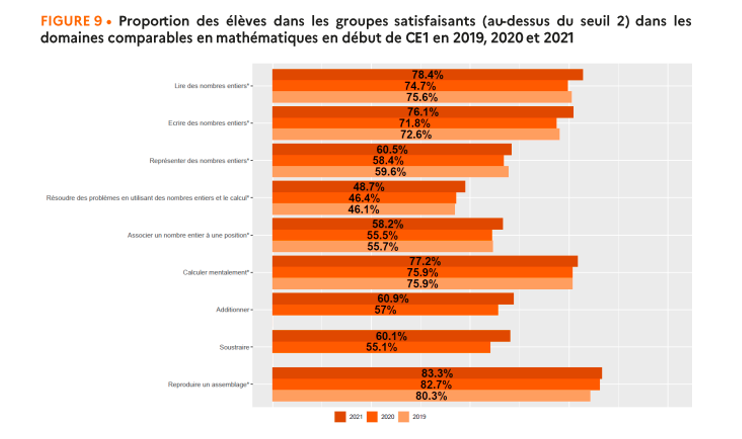 FIGURE 9 • Proportion des élèves dans les groupes satisfaisants (au-dessus du seuil 2) dans les
domaines comparables en mathématiques en début de CE1 en 2019, 2020 et 2021
78.4%
Lire des nombres entiers*
74.7%
75.6%
76.1%
Ecrire des nombres entiers*
71.8%
72.6%
60.5%
Représenter des nombres entiers*
58.4%
59.6%
48.7%
Résoudre des problèmes en utilisant des nombres entiers et le calcul*
46.4%
46.1%
58.2%
Associer un nombre entier à une position*
55.5%
55.7%
77.2%
Calculer mentalement*
75.9%
75.9%
60.9%
Additionner
57%
60.1%
Soustraire
55.1%
83.3%
Reproduire un assemblage*
82.7%
80.3%
2021 2020 2019